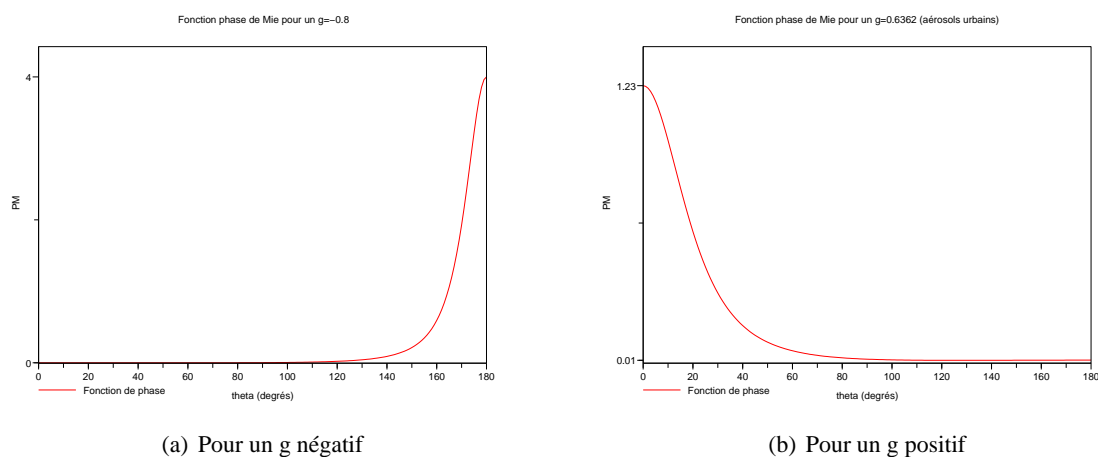 Fonction phase de Mie pour un g=−0.8
4
PM
0
0 20 40 60 80 100 120 140 160 180
Fonction de phase
theta (degrés)
(a) Pour un g négatif
Fonction phase de Mie pour un g=0.6362 (aérosols urbains)
1.23
PM
0.01
0 20 40 60 80 100 120 140 160 180
Fonction de phase
theta (degrés)
(b) Pour un g positif